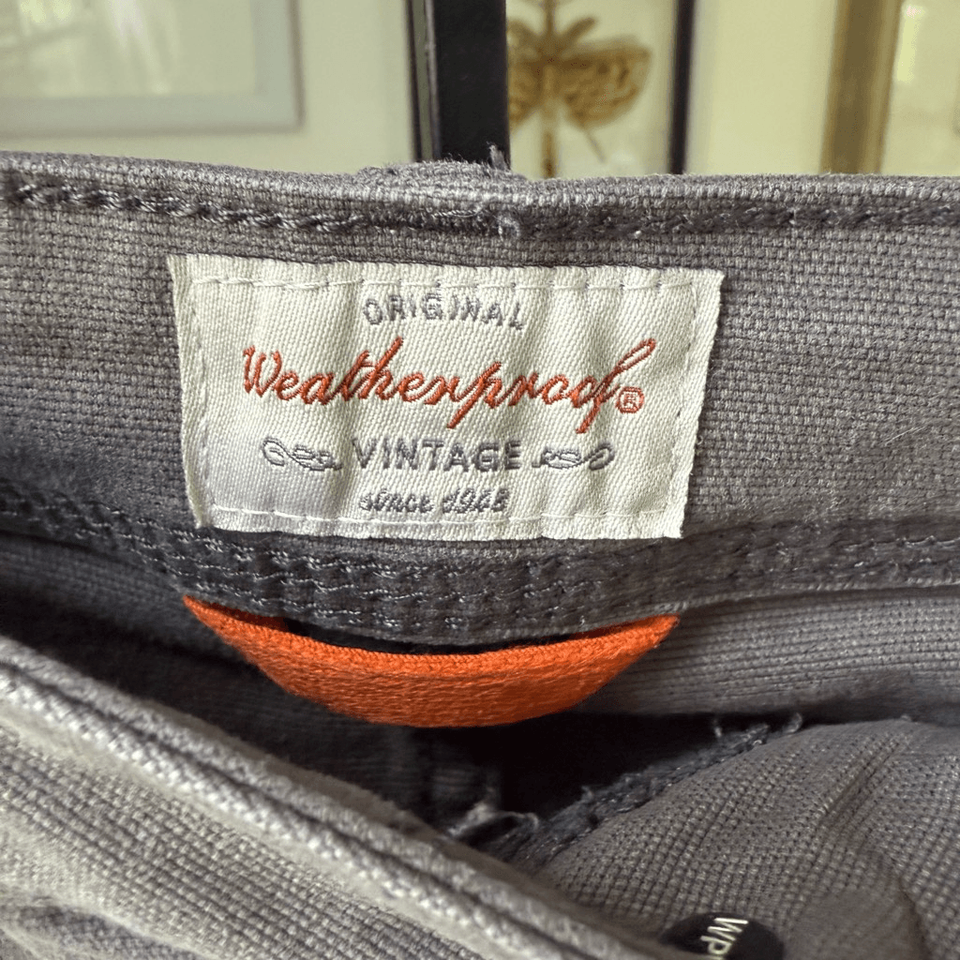 ORIGINAL
Weatherproof®
VINTAGE
since 1948